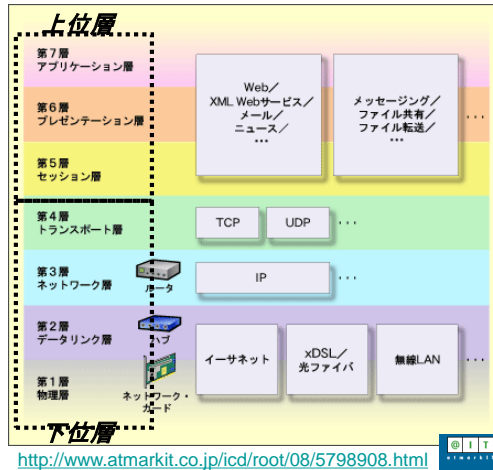 上位層
第7層
アプリケーション層
Web/
XML Webサービス/
メール/
ニュース/
・・・
メッセージング/
ファイル共有/
ファイル転送/
・・・
・・・
第6層
プレゼンテーション層
第5層
セッション層
第4層
トランスポート層
TCP
UDP
・・・
第3層
ネットワーク層
ルータ
IP
・・・
第2層
データリンク層
ハブ
イーサネット
xDSL/
光ファイバ
無線LAN
・・・
第1層
物理層
ネットワーク・
カード
下位層
http://www.atmarkit.co.jp/icd/root/08/5798908.html
@IT
atmarkit